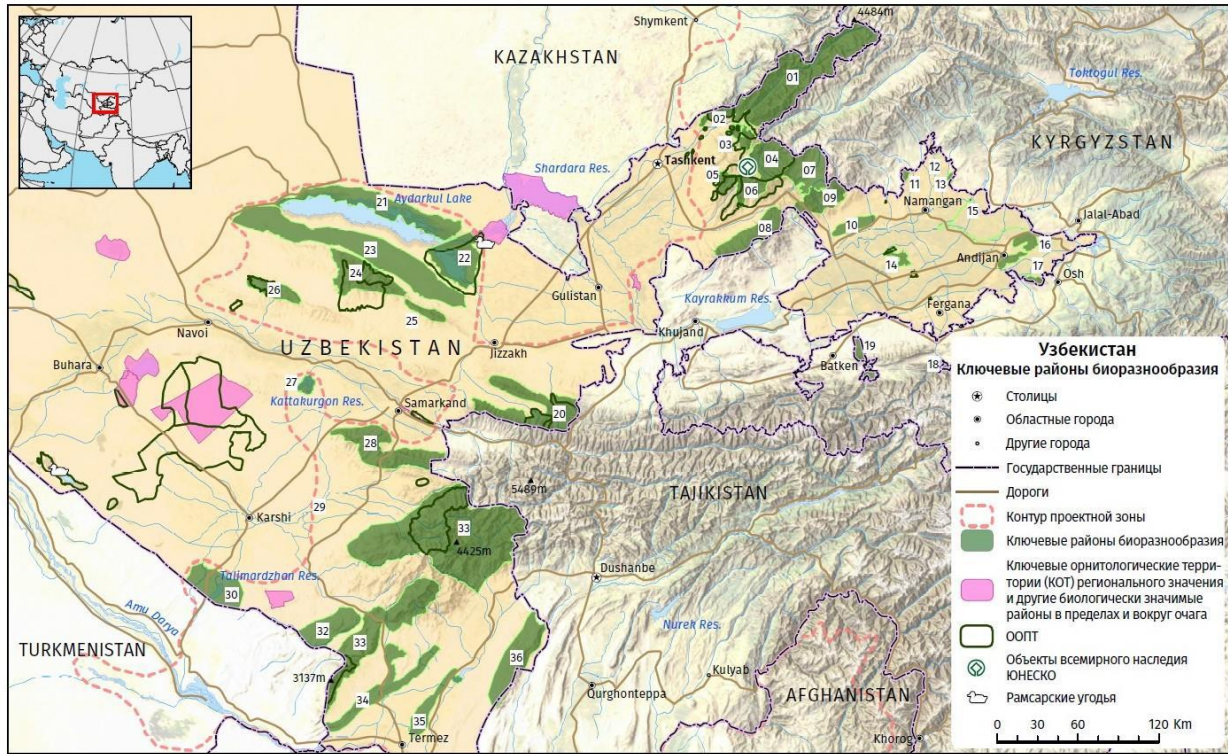 4484m
Shymkent
KAZAKHSTAN
01
Toktogul Res.
02
KYRGYZSTAN
03
Shardara Res.
Tashkent
04
05
07
12
11
13
06
09
Namangan
21
Aydarkul Lake
15
Jalal-Abad
08
10
16
23
22
Andijan
14
17
Osh
24
26
Gulistan
Kayrakkum Res.
Fergana
25
Khujand
Navoi
UZBEKISTAN
Jizzakh
Batken
19
18
Buhara
27
Kattakurgon Res.
Samarkand
20
28
5489m
TAJIKISTAN
29
Karshi
33
4425m
Dushanbe
Talimardzhan Res.
30
Amu Darya
Nurek Res.
32
33
TURKMENISTAN
36
3137m
Kulyab
34
Qurghonteppa
AFGHANISTAN
35
Termez
Khorog
Узбекистан
Ключевые районы биоразнообразия
Столицы
Областные города
Другие города
Государственные границы
Дороги
Контур проектной зоны
Ключевые районы биоразнообразия
Ключевые орнитологические терри-
тории (КОТ) регионального значения
и другие биологически значимые
районы в пределах и вокруг очага
ООПТ
Объекты всемирного наследия
ЮНЕСКО
Рамсарские угодья
0 30 60 120 Km